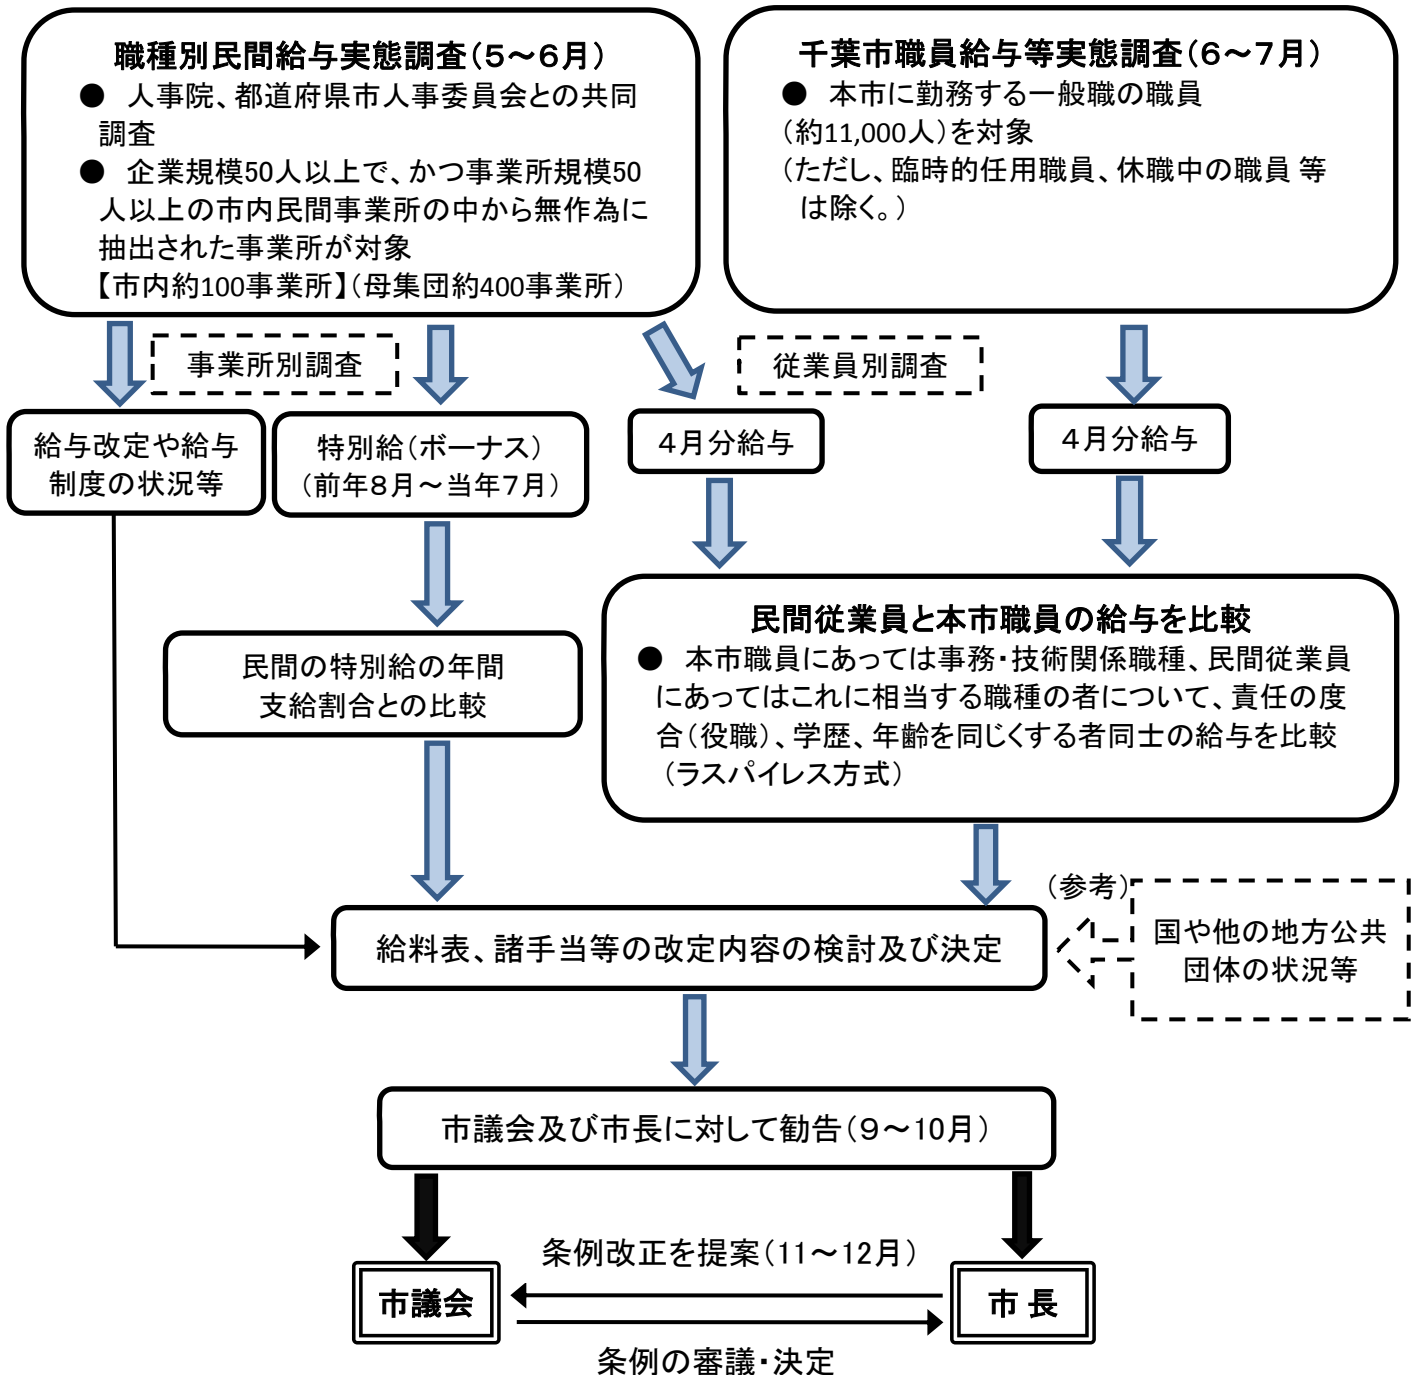 職種別民間給与実態調査（５～６月）
● 人事院、都道府県市人事委員会との共同
調査
● 企業規模50人以上で、かつ事業所規模50
人以上の市内民間事業所の中から無作為に
抽出された事業所が対象
【市内約100事業所】（母集団約400事業所）
千葉市職員給与等実態調査（６～７月）
● 本市に勤務する一般職の職員
（約11,000人）を対象
（ただし、臨時的任用職員、休職中の職員 等
は除く。）
事業所別調査
従業員別調査
給与改定や給与
制度の状況等
特別給（ボーナス）
（前年８月～当年７月）
４月分給与
４月分給与
民間の特別給の年間
支給割合との比較
民間従業員と本市職員の給与を比較
● 本市職員にあっては事務・技術関係職種、民間従業員
にあってはこれに相当する職種の者について、責任の度
合（役職）、学歴、年齢を同じくする者同士の給与を比較
（ラスパイレス方式）
（参考）
国や他の地方公共
団体の状況等
給料表、諸手当等の改定内容の検討及び決定
市議会及び市長に対して勧告（９～10月）
条例改正を提案（11～12月）
市議会
市 長
条例の審議・決定